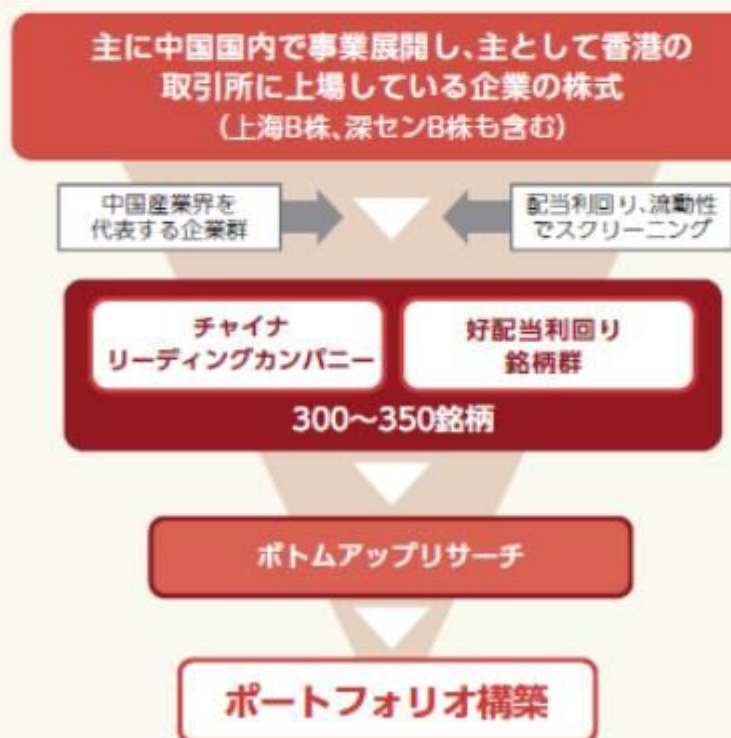 主に中国国内で事業展開し、主として香港の
取引所に上場している企業の株式
（上海B株、深センB株も含む）
中国産業界を
代表する企業群
配当利回り、流動性
でスクリーニング
チャイナ
リーディングカンパニー
好配当利回り
銘柄群
300～350銘柄
ボトムアップリサーチ
ポートフォリオ構築